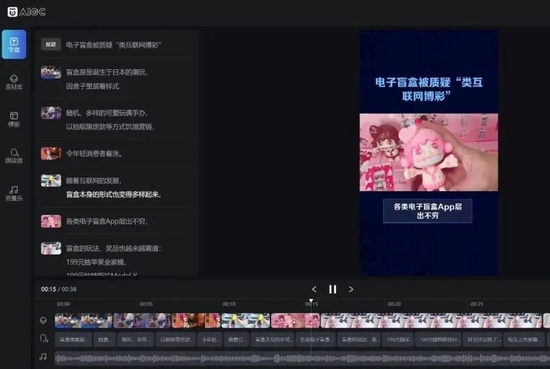 AIGC
字幕
素材库
模板
朗读音
背景乐
标题 电子盲盒被质疑“类互联网博彩”
盲盒原是诞生于日本的潮玩,
因盒子里装着样式
随机、多样的可爱玩偶手办,
以抽取限定款等方式饥饿营销,
令年轻消费者着迷。
随着互联网的发展,
盲盒本身的形式也变得多样起来。
各类电子盲盒App层出不穷,
盲盒的玩法、奖品也越来越离谱:
199元抽苹果全家桶,
电子盲盒被质疑“类互
联网博彩”
各类电子盲盒App层
出不穷
00:15 / 00:36
00:00
00:05
00:10
00:15
00:20
00:25